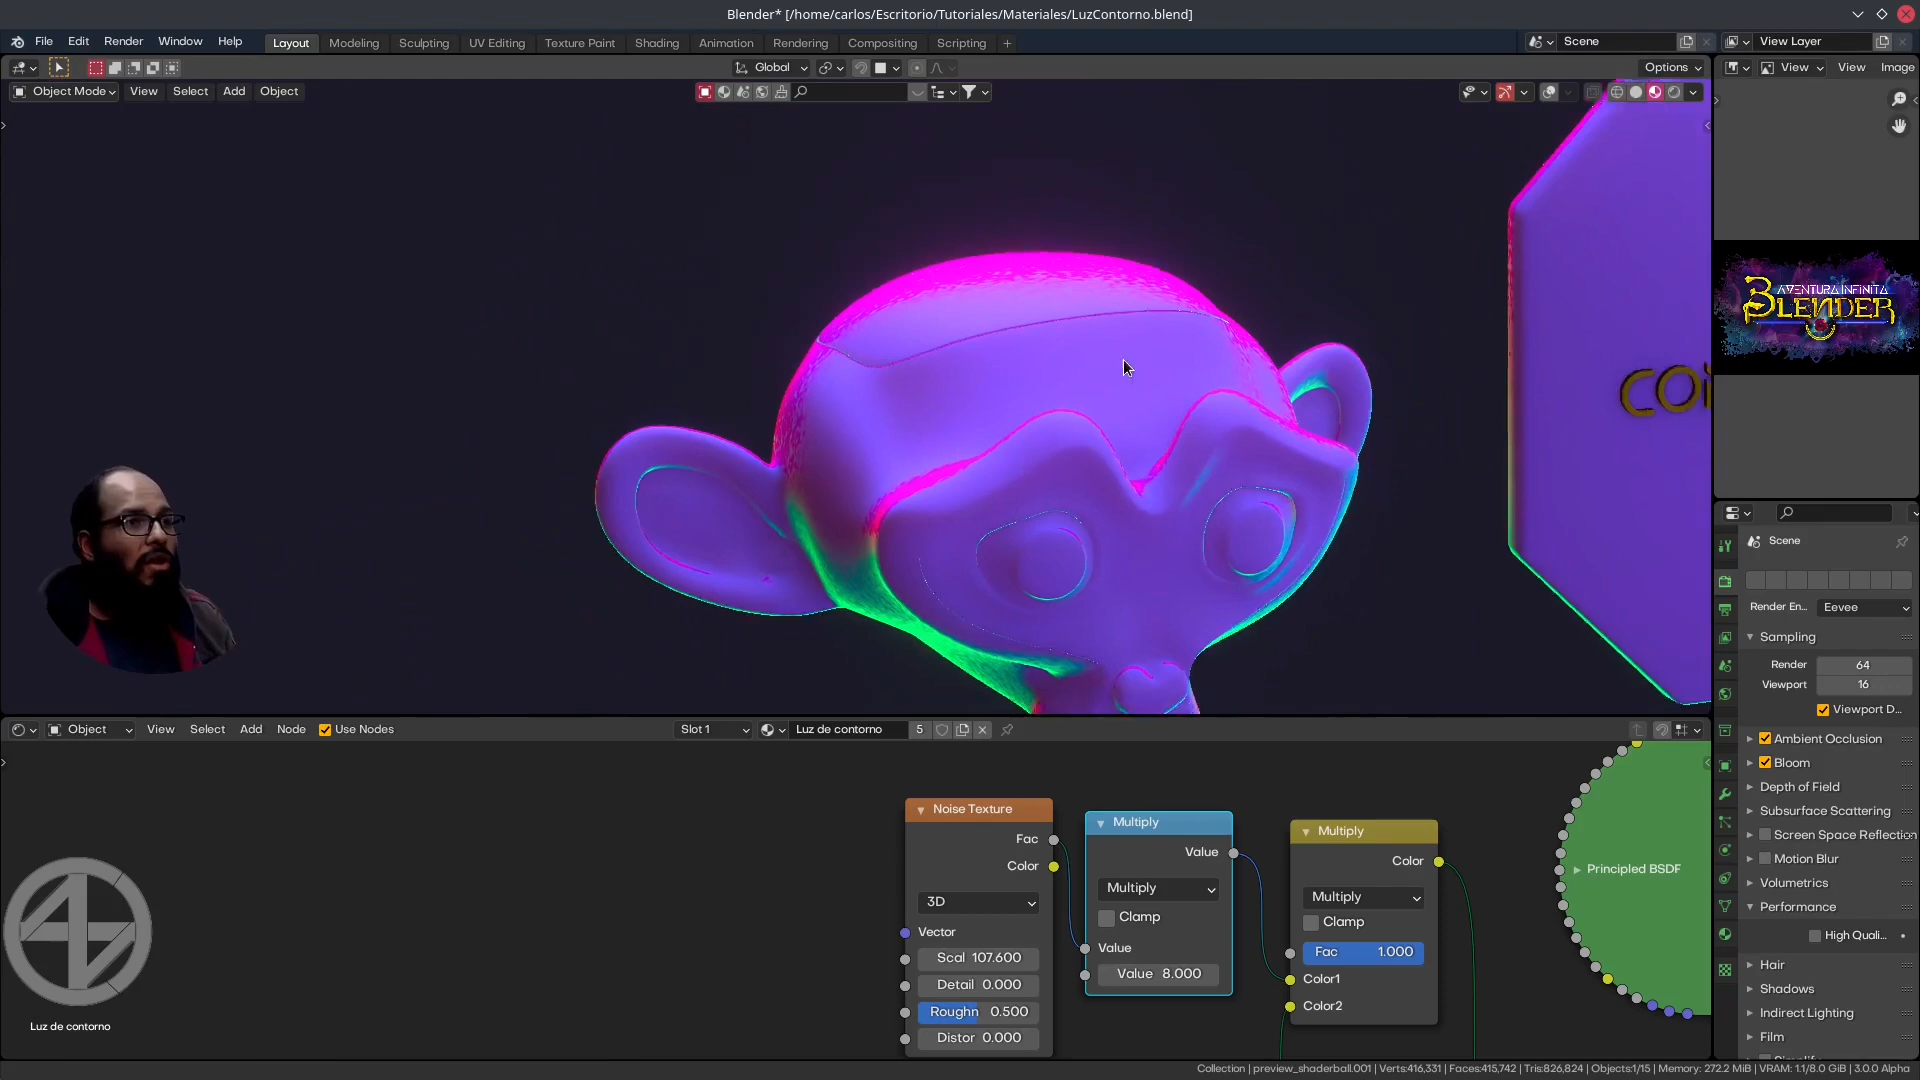 Blender* [/home/carlos/Escritorio/Tutoriales/Materiales/LuzContorno.blend]
File Edit Render Window Help
Layout Modeling Sculpting UV Editing Texture Paint Shading Animation Rendering Compositing Scripting +
Scene
View Layer
Global
Options
View View Image
Object Mode View Select Add Object
AVENTURA INFINITA
BLENDER
Scene
Render En... Eevee
Sampling
Render 64
Viewport 16
Viewport D...
Ambient Occlusion
Bloom
Depth of Field
Subsurface Scattering
Screen Space Reflection
Motion Blur
Volumetrics
Performance
High Quali...
Hair
Shadows
Indirect Lighting
Film
Object View Select Add Node Use Nodes
Slot 1
Luz de contorno 5
Noise Texture
Fac
Color
3D
Vector
Scal 107.600
Detail 0.000
Roughn 0.500
Distor 0.000
Multiply
Value
Multiply
Clamp
Value
Value 8.000
Multiply
Color
Multiply
Clamp
Fac 1.000
Color1
Color2
Principled BSDF
Luz de contorno
Collection | preview_shaderball.001 | Verts:416,331 | Faces:415,742 | Tris:826,824 | Objects:1/15 | Memory: 272.2 MiB | VRAM: 1.1/8.0 GiB | 3.0.0 Alpha